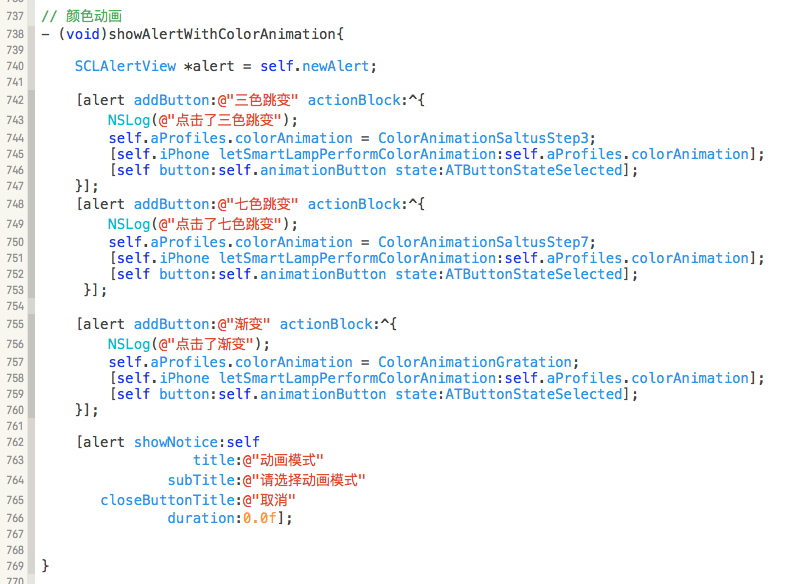 737 // 颜色动画
738 - (void)showAlertWithColorAnimation{
739
740 SCLAlertView *alert = self.newAlert;
741
742 [alert addButton:@"三色跳变" actionBlock:^{
743 NSLog(@"点击了三色跳变");
744 self.aProfiles.colorAnimation = ColorAnimationSaltusStep3;
745 [self.iPhone letSmartLampPerformColorAnimation:self.aProfiles.colorAnimation];
746 [self button:self.animationButton state:ATButtonStateSelected];
747 }];
748 [alert addButton:@"七色跳变" actionBlock:^{
749 NSLog(@"点击了七色跳变");
750 self.aProfiles.colorAnimation = ColorAnimationSaltusStep7;
751 [self.iPhone letSmartLampPerformColorAnimation:self.aProfiles.colorAnimation];
752 [self button:self.animationButton state:ATButtonStateSelected];
753 }];
754
755 [alert addButton:@"渐变" actionBlock:^{
756 NSLog(@"点击了渐变");
757 self.aProfiles.colorAnimation = ColorAnimationGratation;
758 [self.iPhone letSmartLampPerformColorAnimation:self.aProfiles.colorAnimation];
759 [self button:self.animationButton state:ATButtonStateSelected];
760 }];
761
762 [alert showNotice:self
763 title:@"动画模式"
764 subTitle:@"请选择动画模式"
765 closeButtonTitle:@"取消"
766 duration:0.0f];
767
768
769 }
770